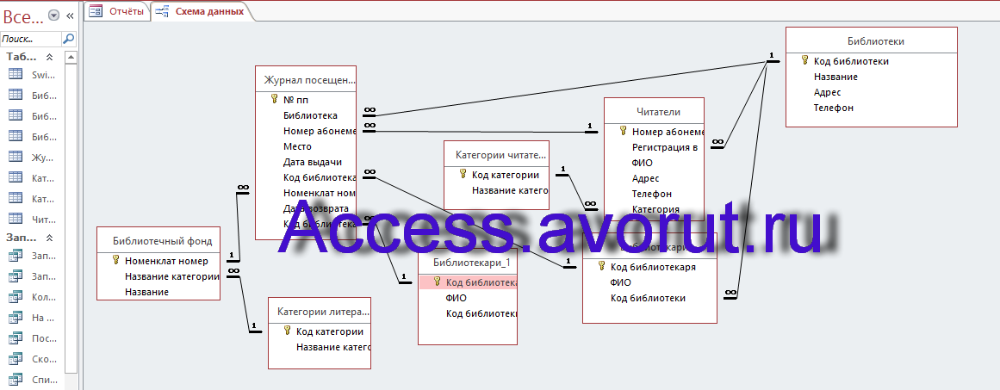 Все...
Поиск...
Таб...
Swi...
Биб...
Биб...
Биб...
Жу...
Кат...
Кат...
Чит...
Зап...
Зап...
Зап...
Кол...
На ...
Пос...
Ско...
Спи...
Отчёты
Схема данных
Журнал посещен...
№ пп
Библиотека
Номер абонеме
Место
Дата выдачи
Код библиотека
Номенклат ном
Дата возврата
Код библиотека
Библиотеки
Код библиотеки
Название
Адрес
Телефон
Читатели
Номер абонеме
Регистрация в
ФИО
Адрес
Телефон
Категория
Категории читате...
Код категории
Название катего
Access.avorut.ru
Библиотечный фонд
Номенклат номер
Название категории
Название
Библиотекари_1
Код библиотека
ФИО
Код библиотеки
Библиотекари
Код библиотекаря
ФИО
Код библиотеки
Категории литера...
Код категории
Название катего
1
∞
∞
1
∞
1
∞
∞
∞
1
∞
1
∞
1
1
∞
1